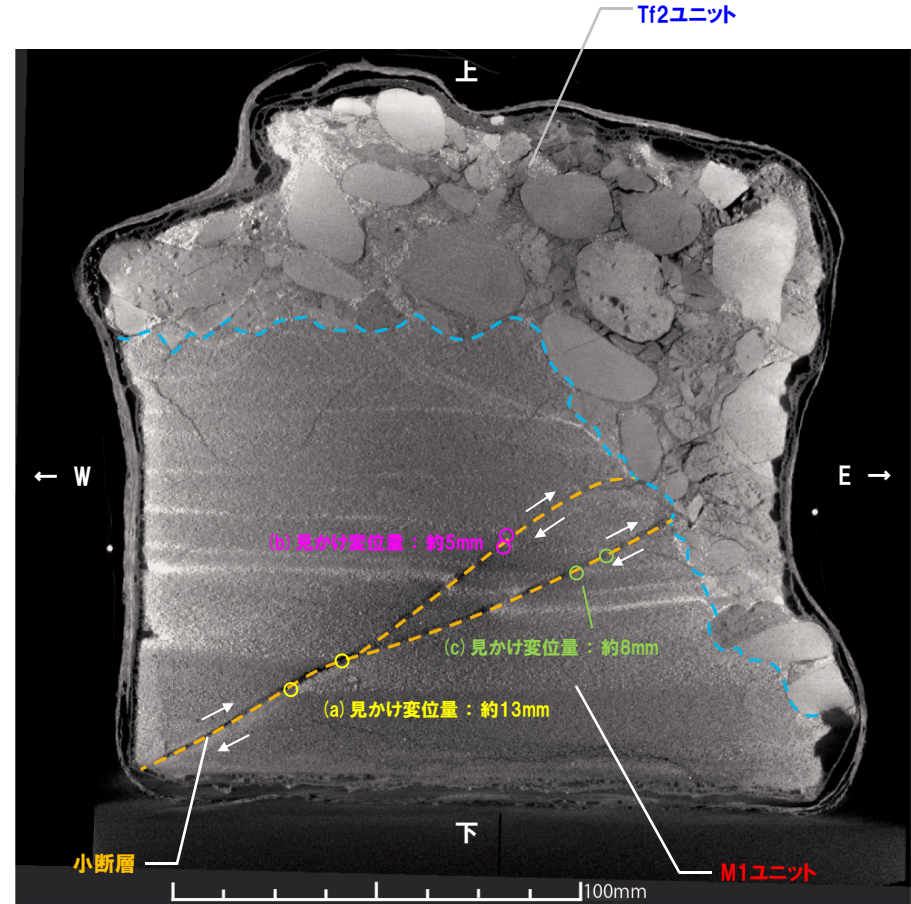 Tf2ユニット
上
← W
E →
(b) 見かけ変位量：約5mm
(c) 見かけ変位量：約8mm
(a) 見かけ変位量：約13mm
下
小断層
M1ユニット
100mm